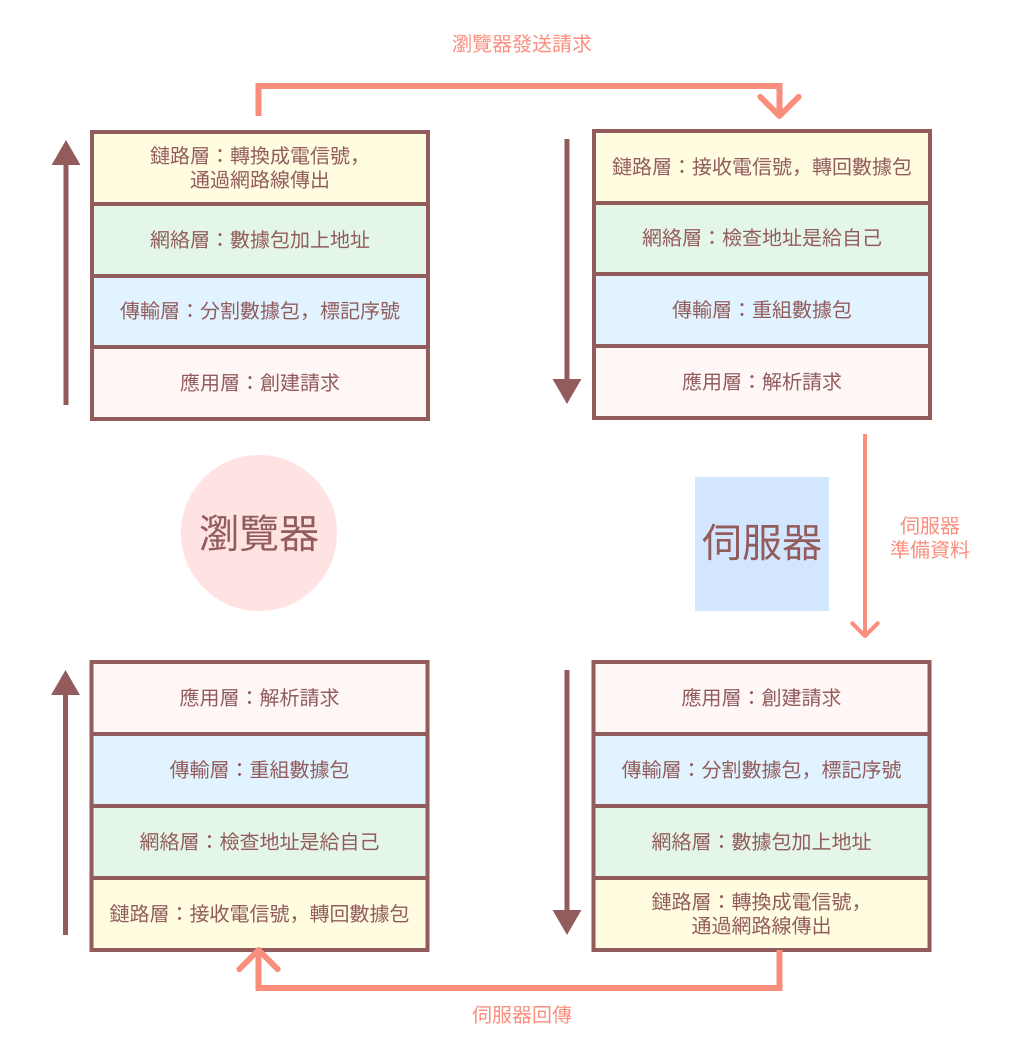 瀏覽器發送請求
鏈路層：轉換成電信號，
通過網路線傳出
網絡層：數據包加上地址
傳輸層：分割數據包，標記序號
應用層：創建請求
鏈路層：接收電信號，轉回數據包
網絡層：檢查地址是給自己
傳輸層：重組數據包
應用層：解析請求
瀏覽器
伺服器
伺服器
準備資料
應用層：解析請求
傳輸層：重組數據包
網絡層：檢查地址是給自己
鏈路層：接收電信號，轉回數據包
應用層：創建請求
傳輸層：分割數據包，標記序號
網絡層：數據包加上地址
鏈路層：轉換成電信號，
通過網路線傳出
伺服器回傳